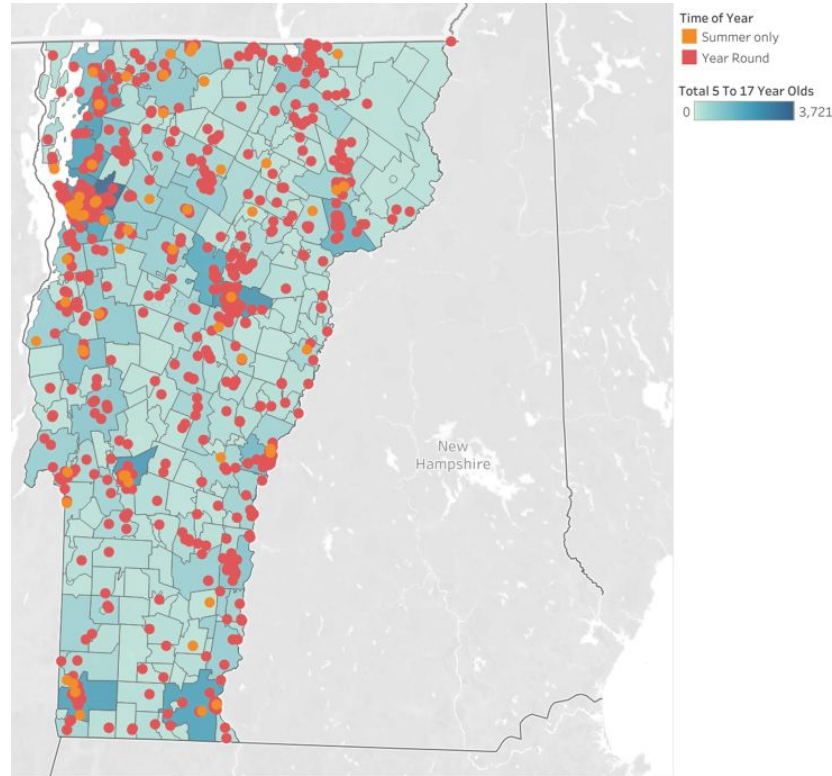 Time of Year
Summer only
Year Round
Total 5 To 17 Year Olds
0 3,721
New
Hampshire